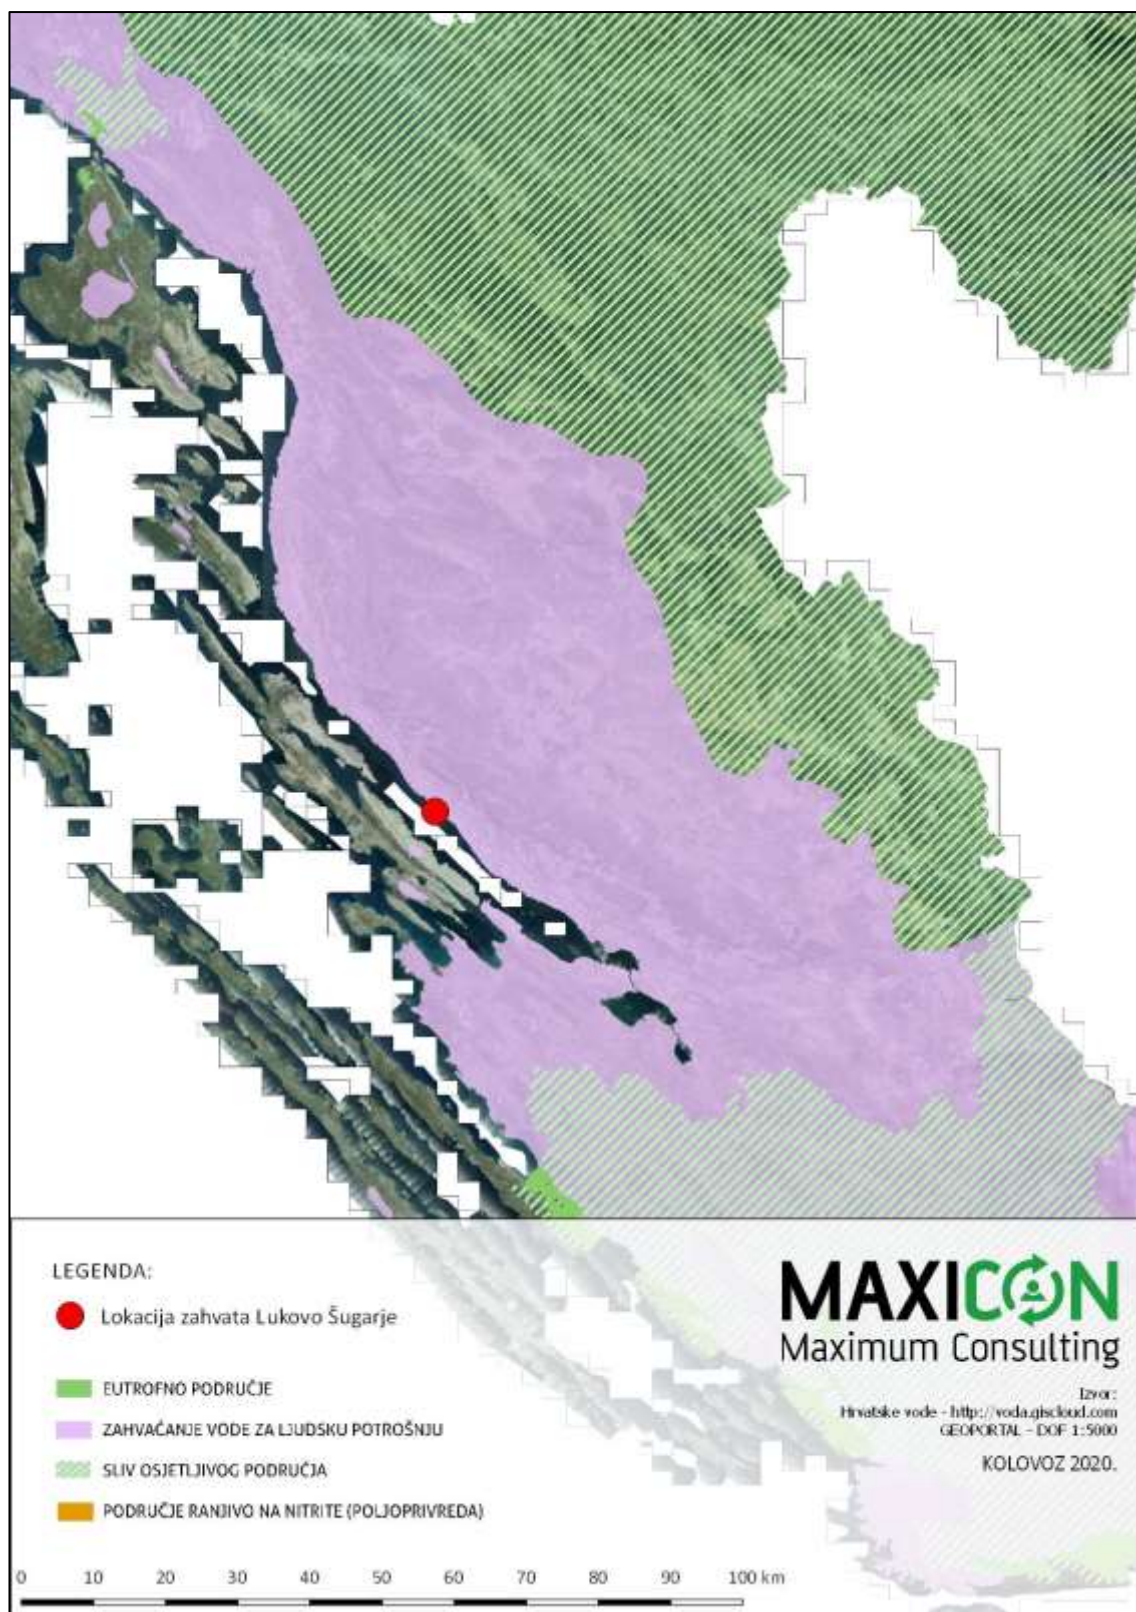 LEGENDA:
Lokacija zahvata Lukovo Šugarje
EUTROFNO PODRUČJE
ZAHVAĆANJE VODE ZA LJUDSKU POTROŠNJU
SLIV OSJETLJIVOG PODRUČJA
PODRUČJE RANJIVO NA NITRITE (POLJOPRIVREDA)
MAXICON
Maximum Consulting
Izvor:
Hrvatske vode - http://voda.giscloud.com
GEOPORTAL - DOF 1:5000
KOLOVOZ 2020.
0 10 20 30 40 50 60 70 80 90 100 km